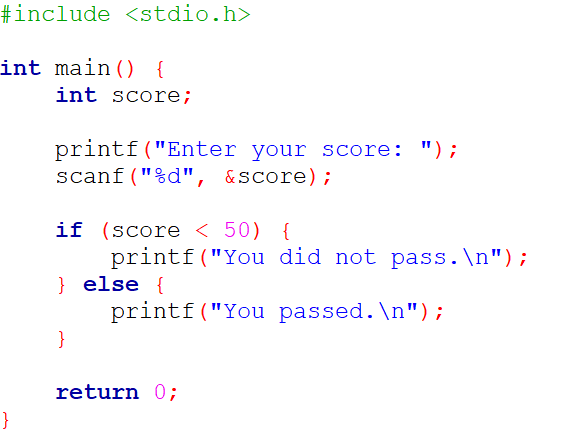 #include <stdio.h>

int main() {
    int score;

    printf("Enter your score: ");
    scanf("%d", &score);

    if (score < 50) {
        printf("You did not pass.\n");
    } else {
        printf("You passed.\n");
    }

    return 0;
}